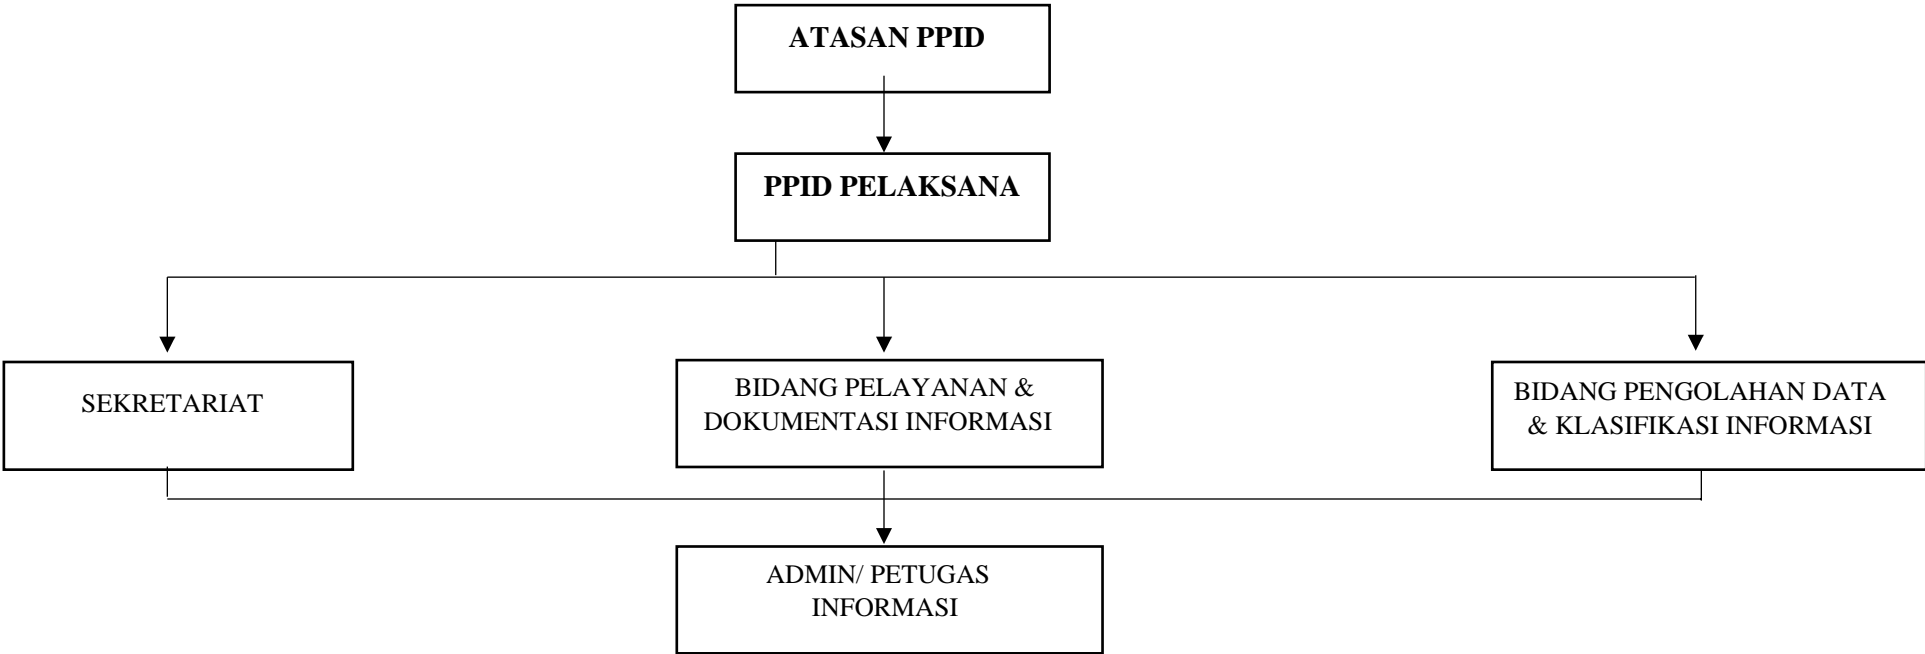 ATASAN PPID
PPID PELAKSANA
SEKRETARIAT
BIDANG PELAYANAN &
DOKUMENTASI INFORMASI
BIDANG PENGOLAHAN DATA
& KLASIFIKASI INFORMASI
ADMIN/ PETUGAS
INFORMASI